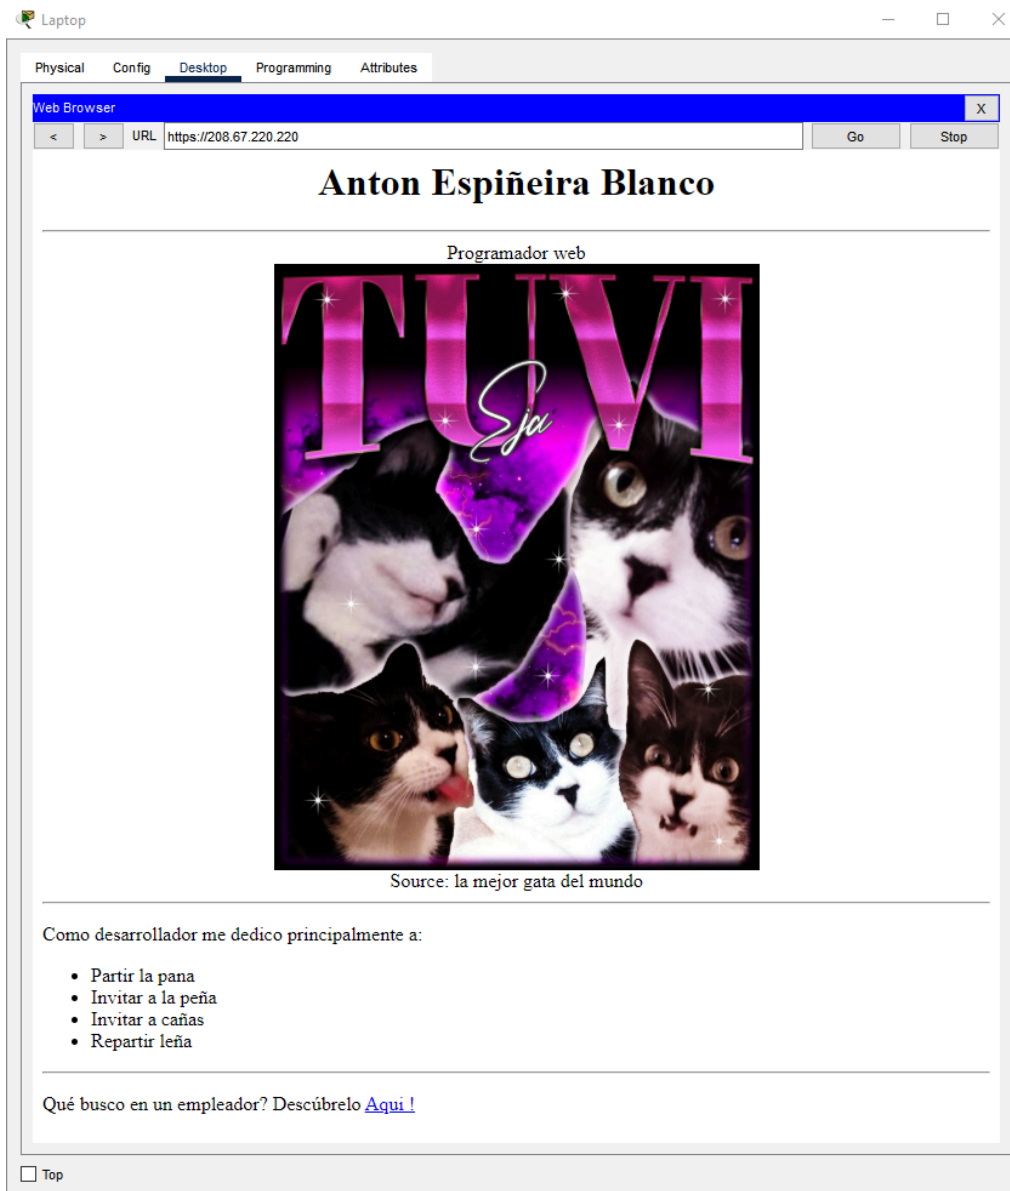 Laptop
Physical Config Desktop Programming Attributes
Web Browser X
< > URL https://208.67.220.220 Go Stop
Anton Espiñeira Blanco
Programador web
TUVI
Eja
Source: la mejor gata del mundo
Como desarrollador me dedico principalmente a:
Partir la pana
Invitar a la peña
Invitar a cañas
Repartir leña
Qué busco en un empleador? Descúbrelo Aqui !
Top